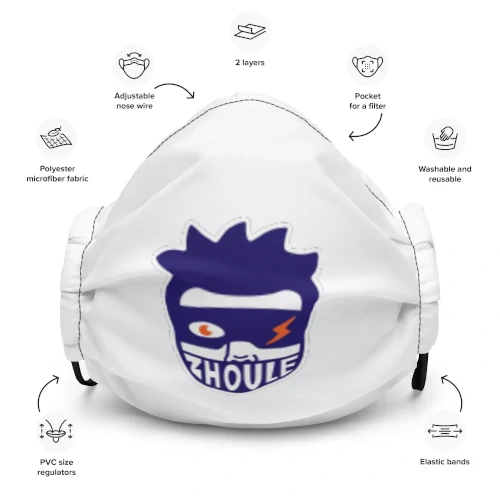 2 layers
Adjustable
nose wire
Pocket
for a filter
Polyester
microfiber fabric
Washable and
reusable
ZHOULE
PVC size
regulators
Elastic bands